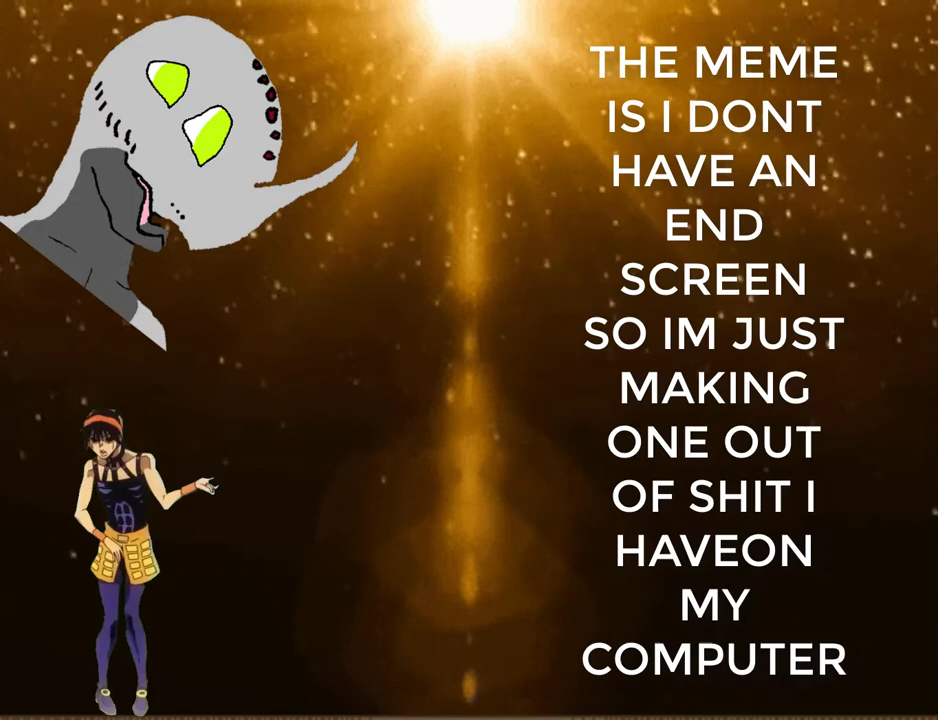 THE MEME
IS I DONT
HAVE AN
END
SCREEN
SO IM JUST
MAKING
ONE OUT
OF SHIT I
HAVEON
MY
COMPUTER